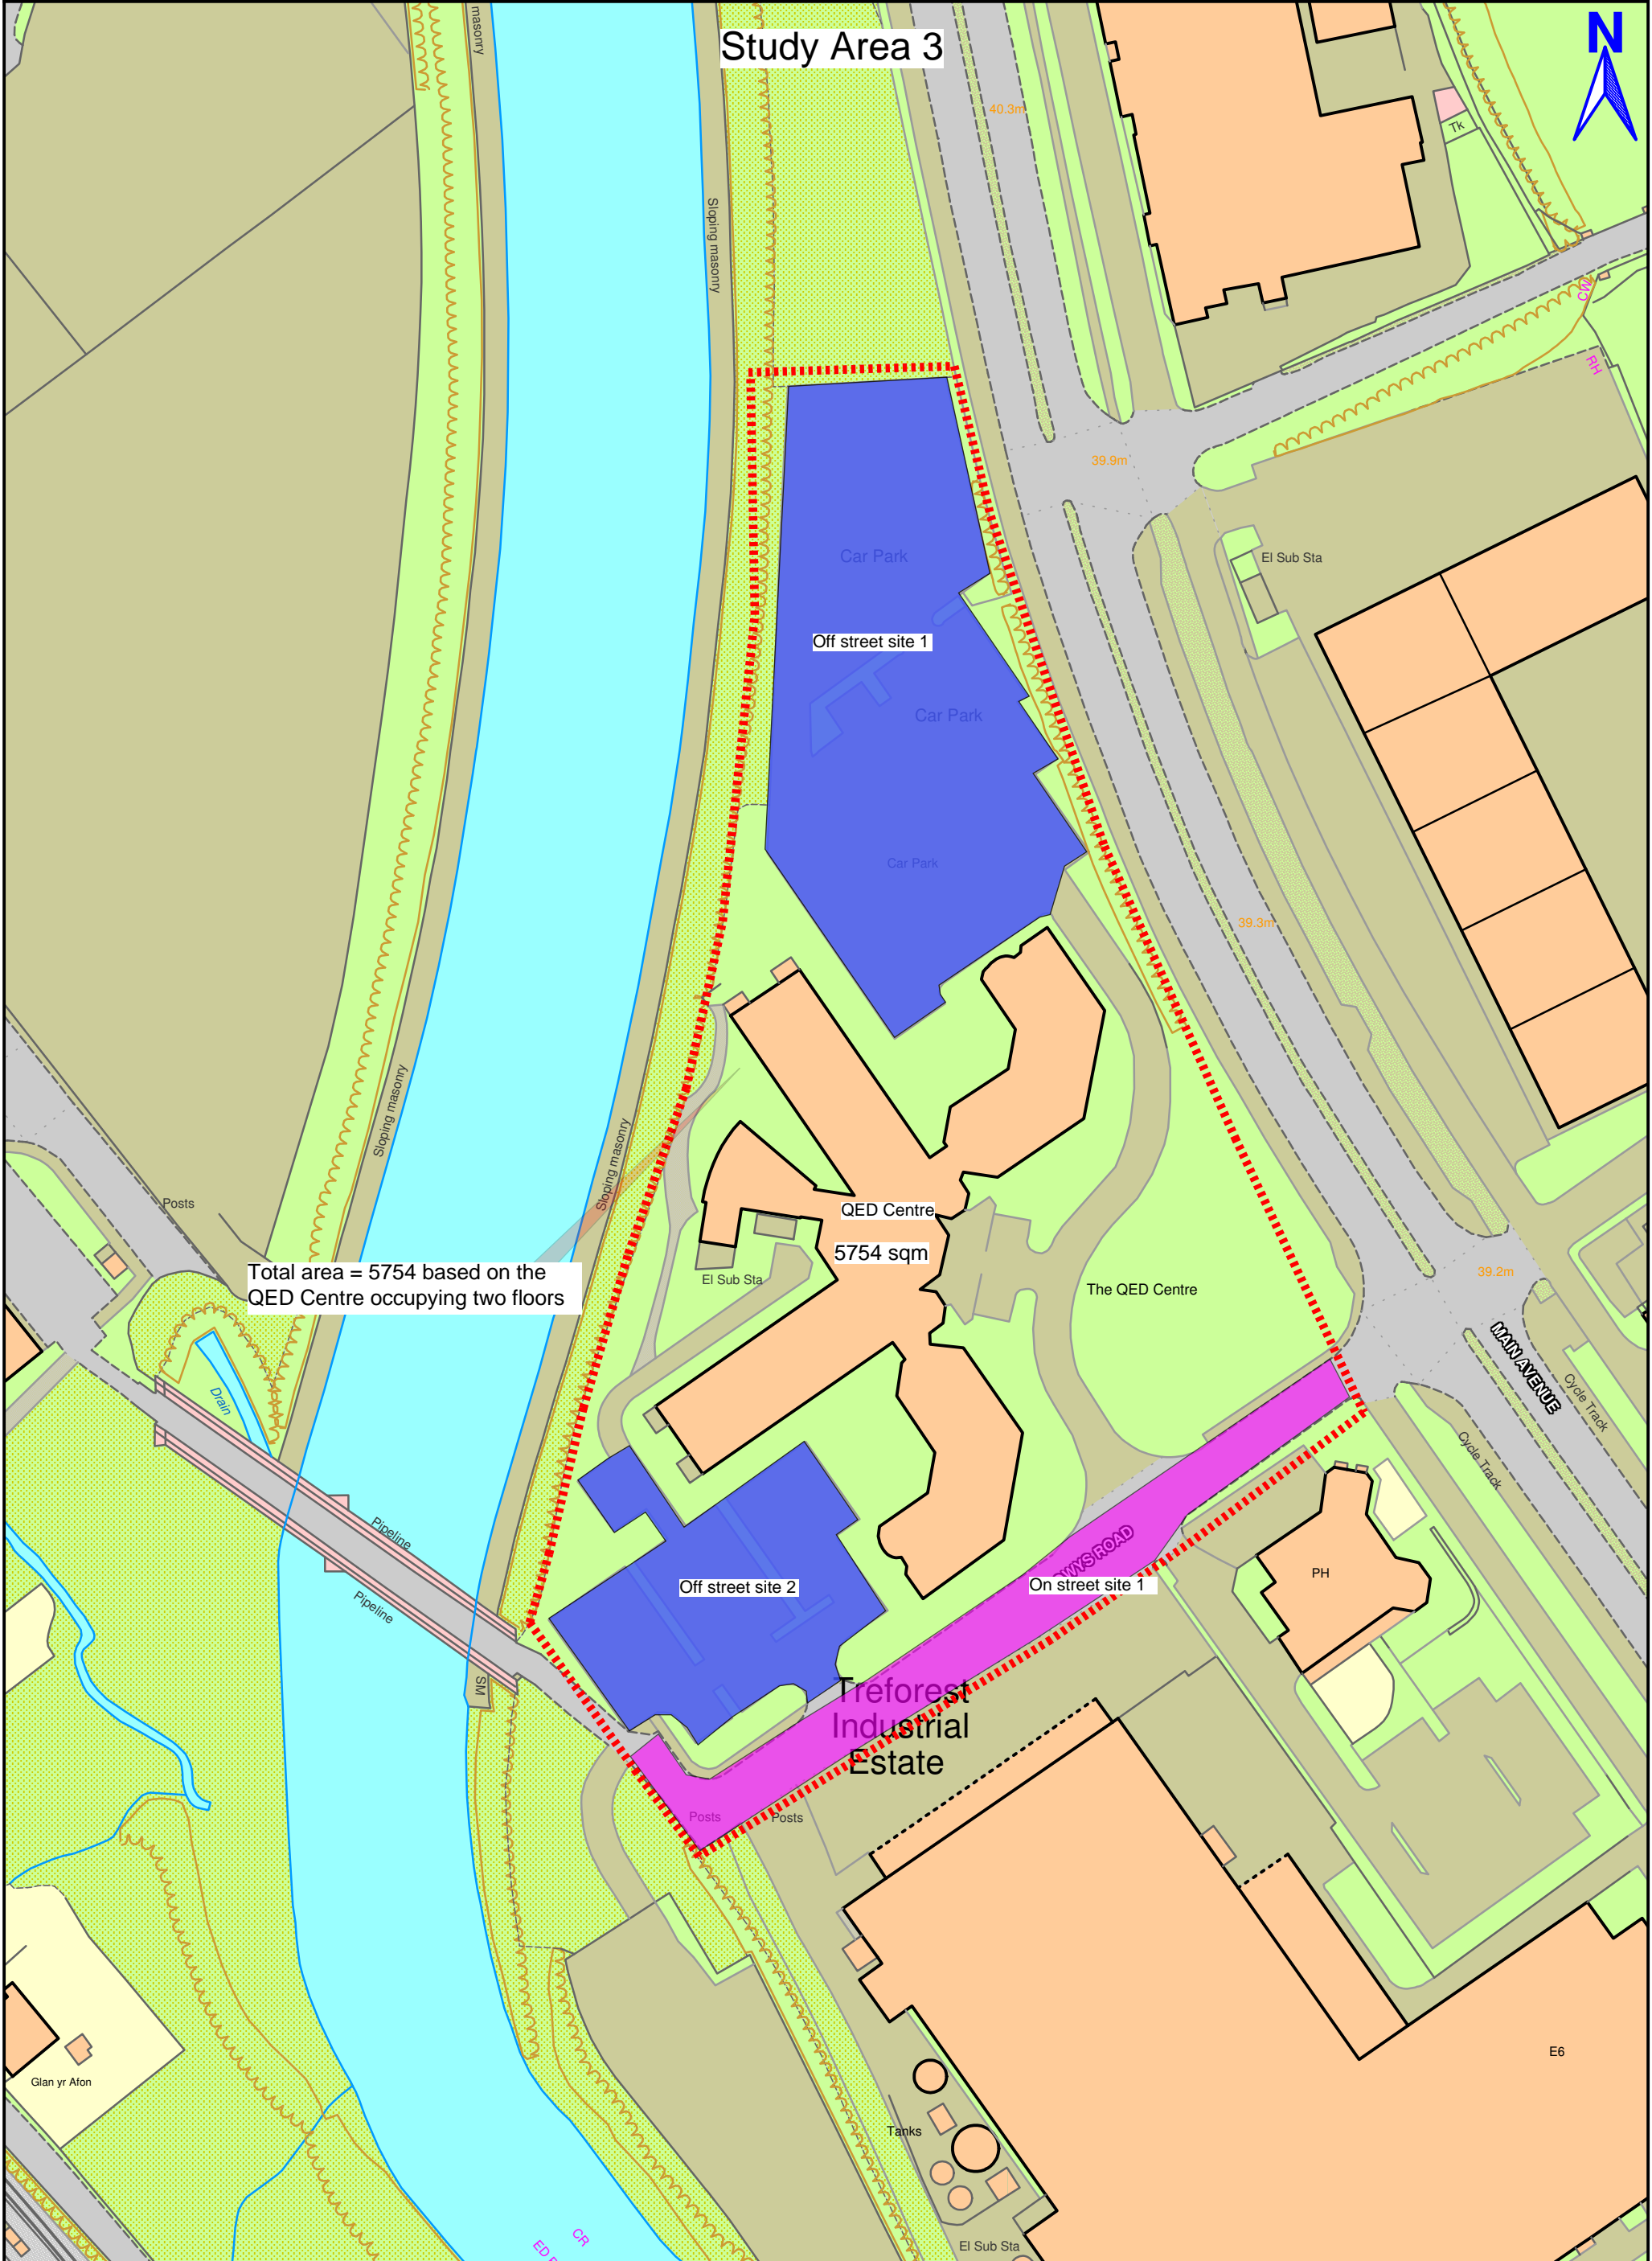 masonry
Study Area 3
N
40.3m
Tk
Sloping masonry
CW
RH
39.9m
El Sub Sta
Car Park
Off street site 1
Car Park
Car Park
39.3m
Sloping masonry
Sloping masonry
Posts
QED Centre
5754 sqm
El Sub Sta
The QED Centre
Total area = 5754 based on the
QED Centre occupying two floors
39.2m
MAIN AVENUE
Cycle Track
Cycle Track
Drain
Pipeline
Pipeline
ROAD
PH
Off street site 2
On street site 1
SM
Treforest
Industrial
Estate
Posts
Posts
E6
Glan yr Afon
Tanks
CR
ED
El Sub Sta